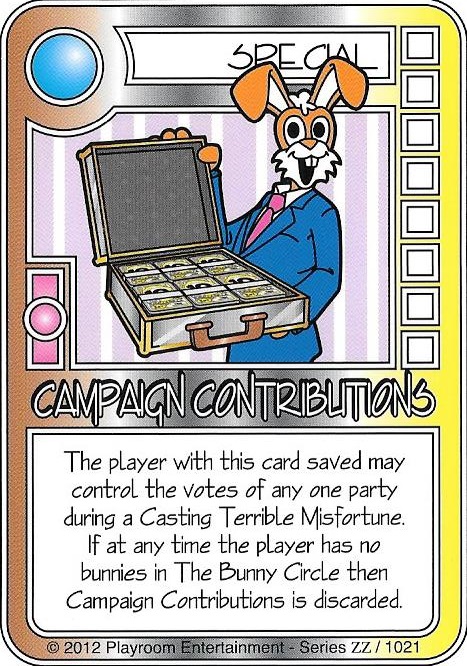 SPECIAL
CAMPAIGN CONTRIBUTIONS
The player with this card saved may
control the votes of any one party
during a Casting Terrible Misfortune.
If at any time the player has no
bunnies in The Bunny Circle then
Campaign Contributions is discarded.
© 2012 Playroom Entertainment - Series ZZ / 1021